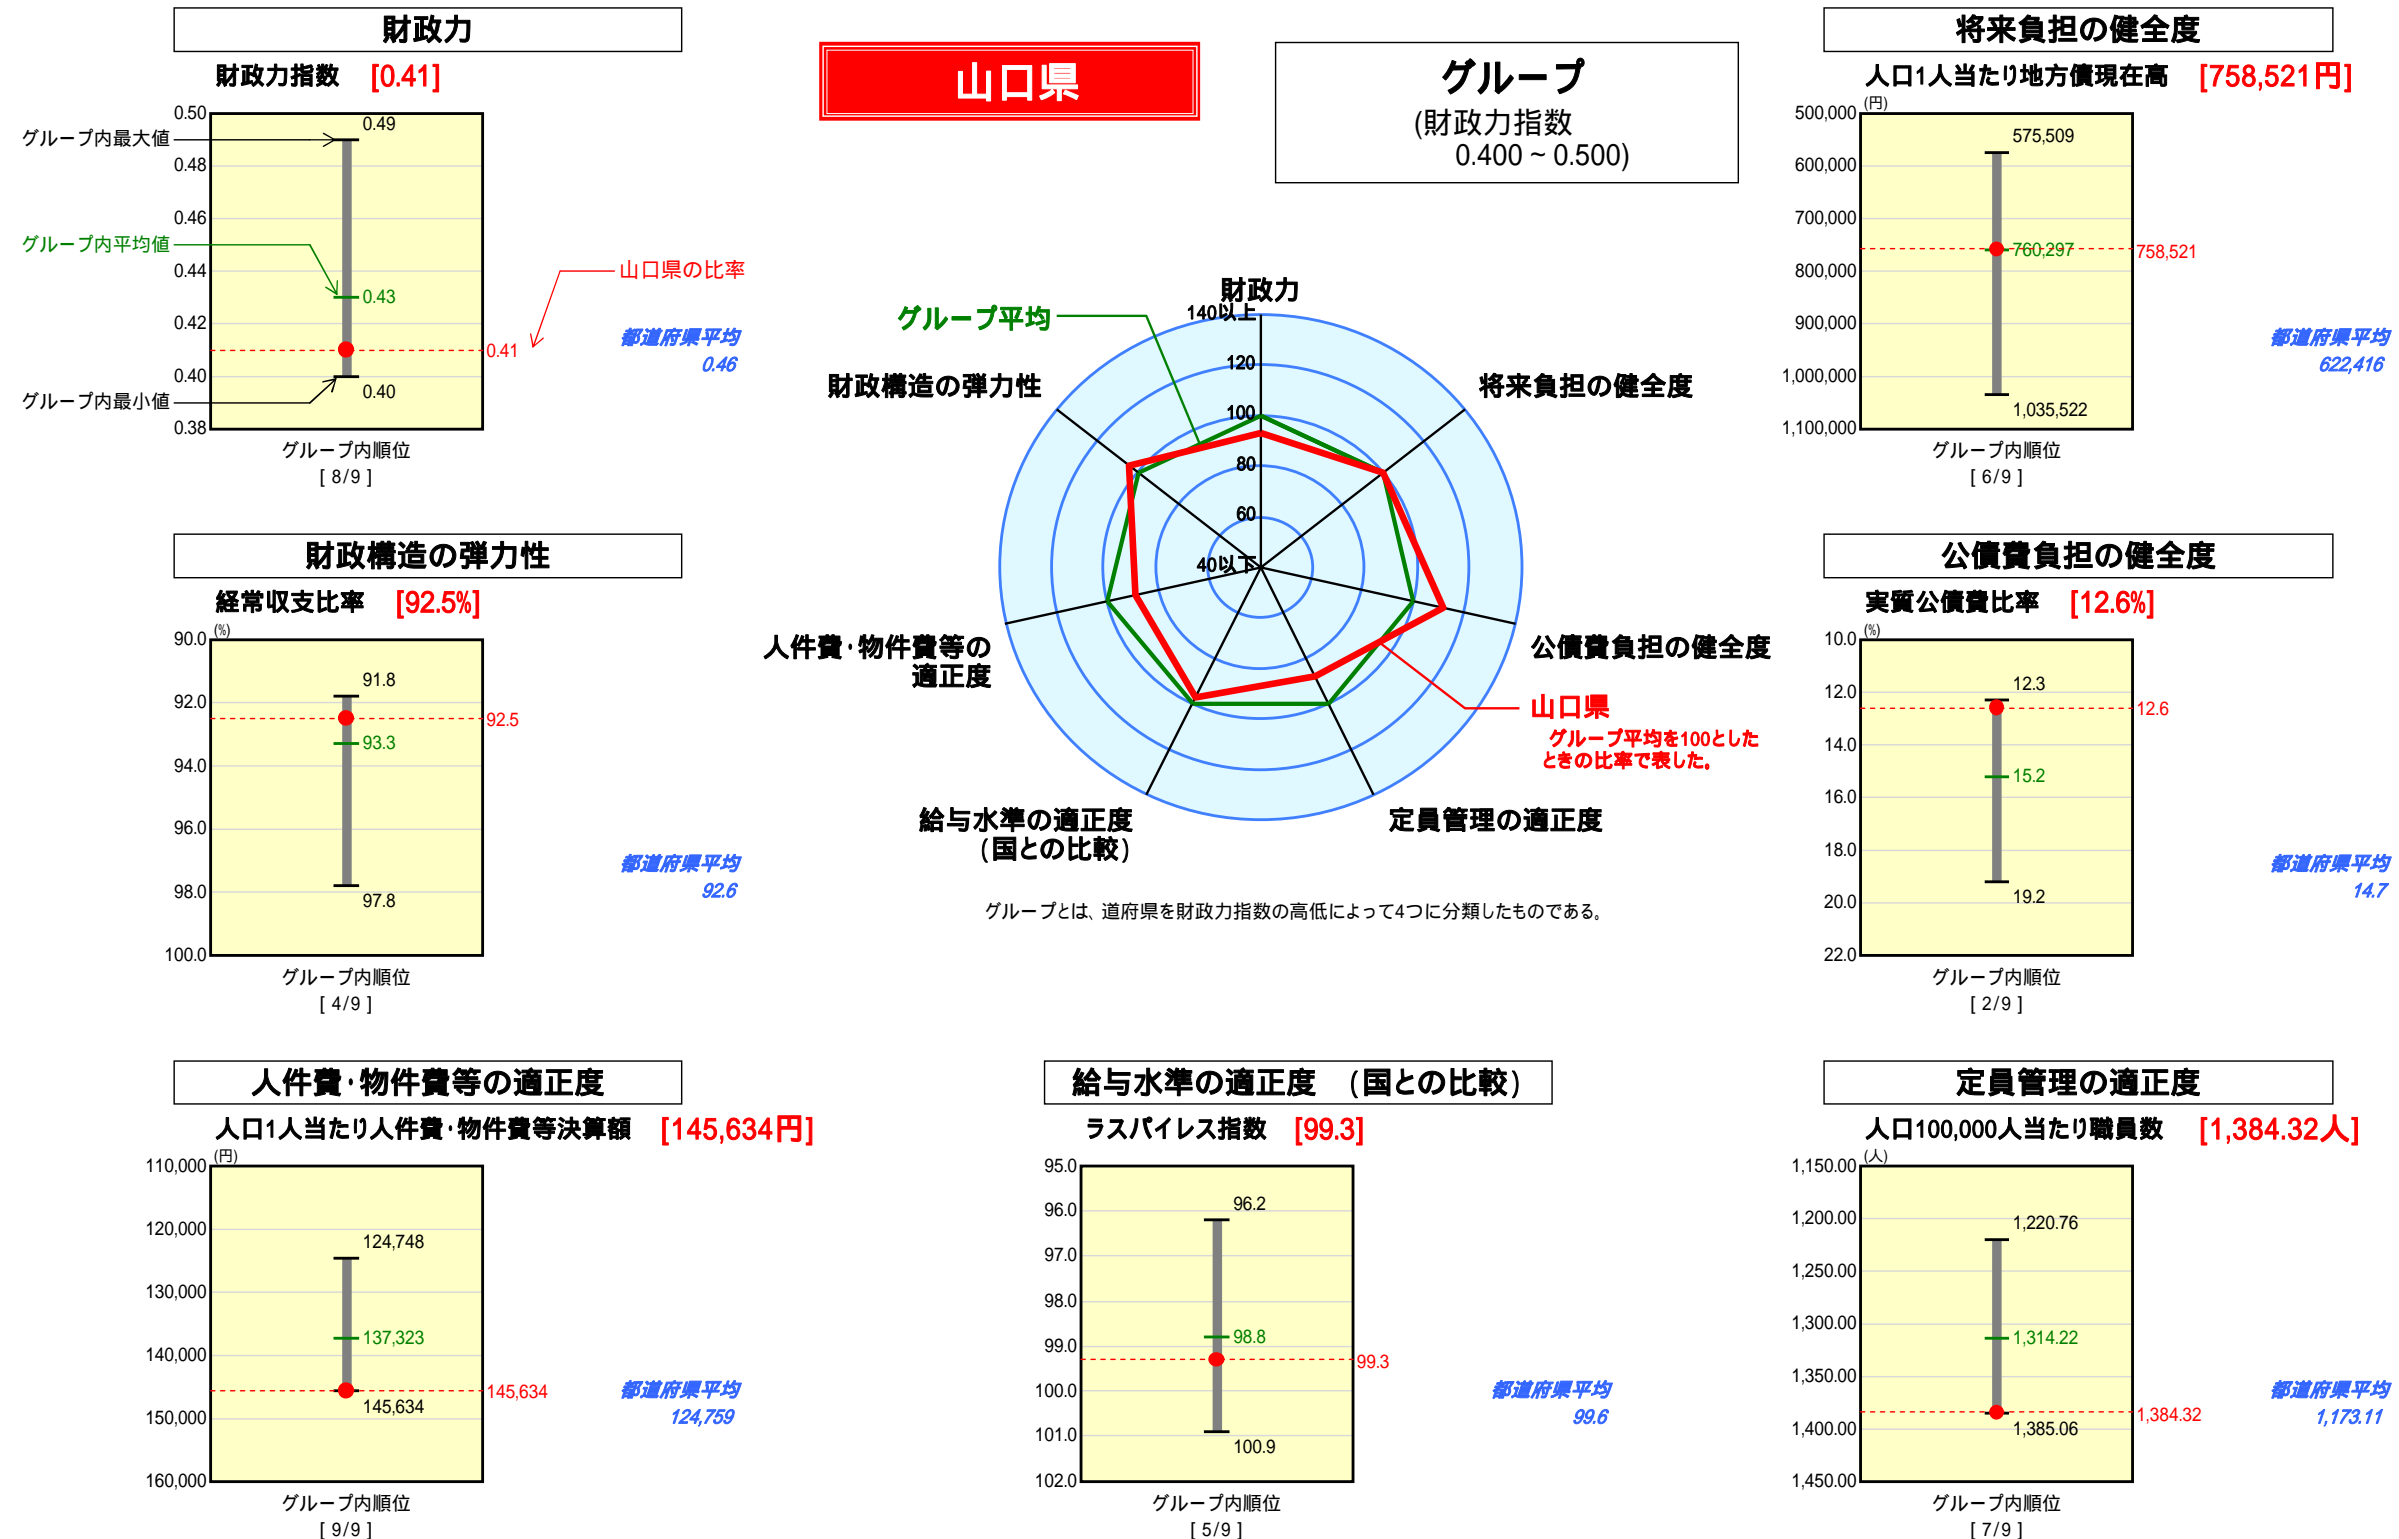 財政力
財政力指数 [0.41]
0.50
0.48
0.46
0.44
0.42
0.40
0.38
グループ内最大値
グループ内平均値
グループ内最小値
0.49
0.43
0.40
0.41
山口県の比率
都道府県平均
0.46
グループ内順位
[ 8/9 ]
山口県
グループ
(財政力指数
0.400 ~ 0.500)
将来負担の健全度
人口1人当たり地方債現在高 [758,521円]
(円)
500,000
600,000
700,000
800,000
900,000
1,000,000
1,100,000
575,509
760,297
758,521
1,035,522
都道府県平均
622,416
グループ内順位
[ 6/9 ]
財政力
140以上
120
100
80
60
40以下
グループ平均
財政構造の弾力性
将来負担の健全度
人件費・物件費等の
適正度
公債費負担の健全度
山口県
グループ平均を100とした
ときの比率で表した。
給与水準の適正度
(国との比較)
定員管理の適正度
グループとは、道府県を財政力指数の高低によって4つに分類したものである。
財政構造の弾力性
経常収支比率 [92.5%]
(%)
90.0
92.0
94.0
96.0
98.0
100.0
91.8
92.5
93.3
97.8
都道府県平均
92.6
グループ内順位
[ 4/9 ]
公債費負担の健全度
実質公債費比率 [12.6%]
(%)
10.0
12.0
14.0
16.0
18.0
20.0
22.0
12.3
12.6
15.2
19.2
都道府県平均
14.7
グループ内順位
[ 2/9 ]
人件費・物件費等の適正度
人口1人当たり人件費・物件費等決算額 [145,634円]
(円)
110,000
120,000
130,000
140,000
150,000
160,000
124,748
137,323
145,634
145,634
都道府県平均
124,759
グループ内順位
[ 9/9 ]
給与水準の適正度 (国との比較)
ラスパイレス指数 [99.3]
95.0
96.0
97.0
98.0
99.0
100.0
101.0
102.0
96.2
98.8
99.3
100.9
都道府県平均
99.6
グループ内順位
[ 5/9 ]
定員管理の適正度
人口100,000人当たり職員数 [1,384.32人]
(人)
1,150.00
1,200.00
1,250.00
1,300.00
1,350.00
1,400.00
1,450.00
1,220.76
1,314.22
1,384.32
1,385.06
都道府県平均
1,173.11
グループ内順位
[ 7/9 ]